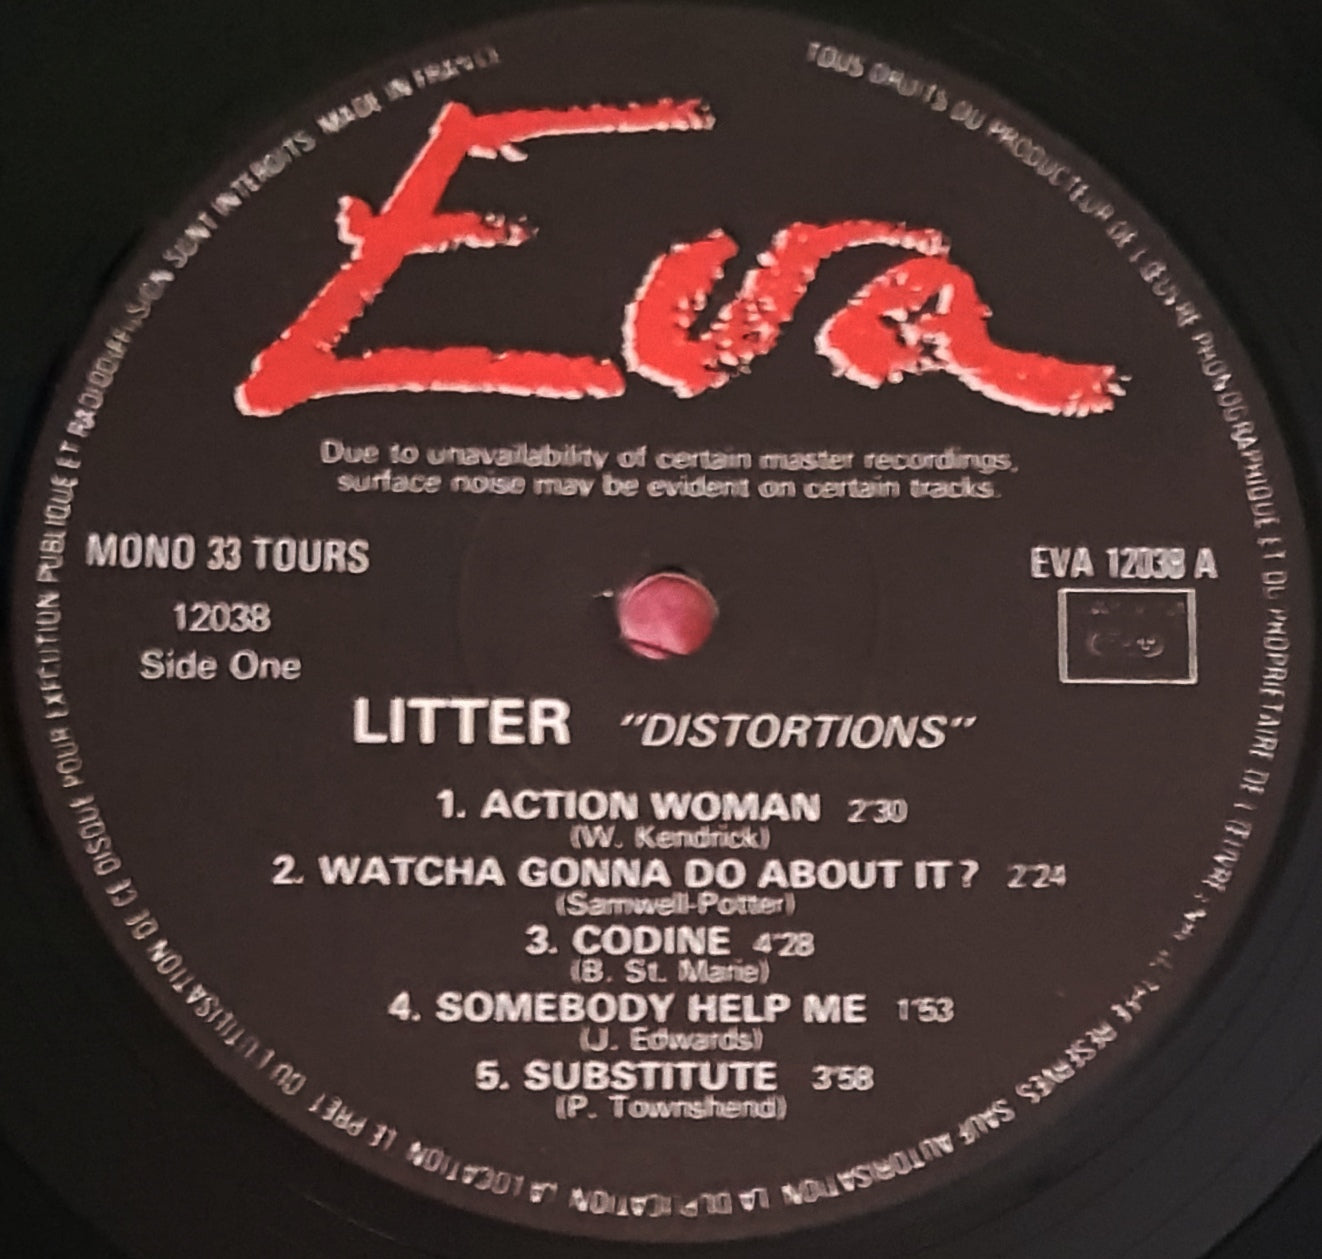 Eva
Due to unavailability of certain master recordings,
surface noise may be evident on certain tracks.
MONO 33 TOURS
12038
Side One
EVA 12038 A
LITTER "DISTORTIONS"
1. ACTION WOMAN 2'30
(W. Kendrick)
2. WATCHA GONNA DO ABOUT IT? 2'24
(Samwell-Potter)
3. CODINE 4'28
(B. St. Marie)
4. SOMEBODY HELP ME 1'53
(J. Edwards)
5. SUBSTITUTE 3'58
(P. Townshend)
TOUS DROITS DU PRODUCTEUR DE L'ŒUVRE PHONOGRAPHIQUE ET DU PROPRIETAIRE DE L'ŒUVRE RESERVES SAUF AUTORISATION LA DUPLICATION LA LOCATION LE PRET OU L'UTILISATION DE CE DISQUE POUR EXECUTION PUBLIQUE ET RADIODIFFUSION SONT INTERDITS MADE IN FRANCE